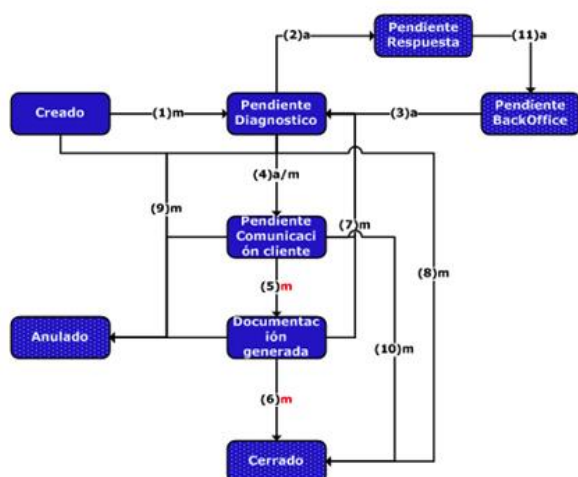 (2)a
Pendiente
Respuesta
(11)a
Creado
(1)m
Pendiente
Diagnostico
(3)a
Pendiente
BackOffice
(4)a/m
(9)m
Pendiente
Comunicaci
ón cliente
(7)m
(8)m
(5)m
Anulado
Documentac
ión
generada
(10)m
(6)m
Cerrado